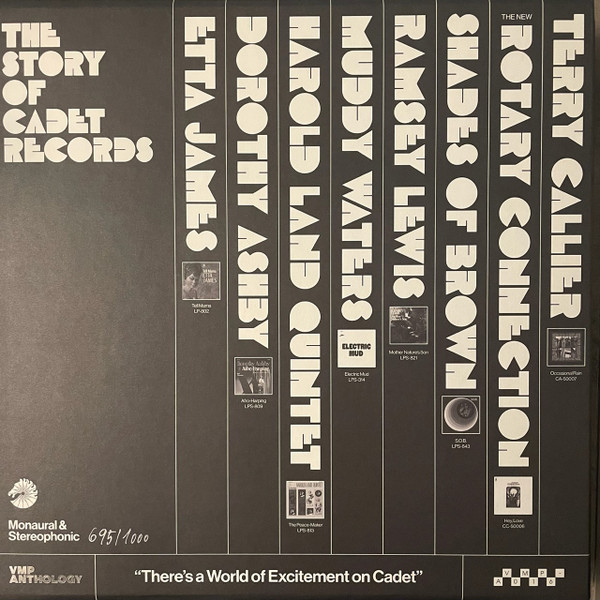 THE
STORY
OF
CADET
RECORDS
ETTA JAMES
Tell Mama
LP-802
DOROTHY ASHBY
Afro-Harping
LPS-809
HAROLD LAND QUINTET
The Peace-Maker
LPS-813
MUDDY WATERS
ELECTRIC
MUD
Electric Mud
LPS-314
RAMSEY LEWIS
Mother Nature's Son
LPS-821
SHADES OF BROWN
S.O.B.
LPS-843
THE NEW
ROTARY CONNECTION
Hey, Love
CC-50006
TERRY CALLIER
Occasional Rain
CA-50007
Monaural &
Stereophonic 695/1000
VMP
ANTHOLOGY
"There's a World of Excitement on Cadet"
VMP-
A016